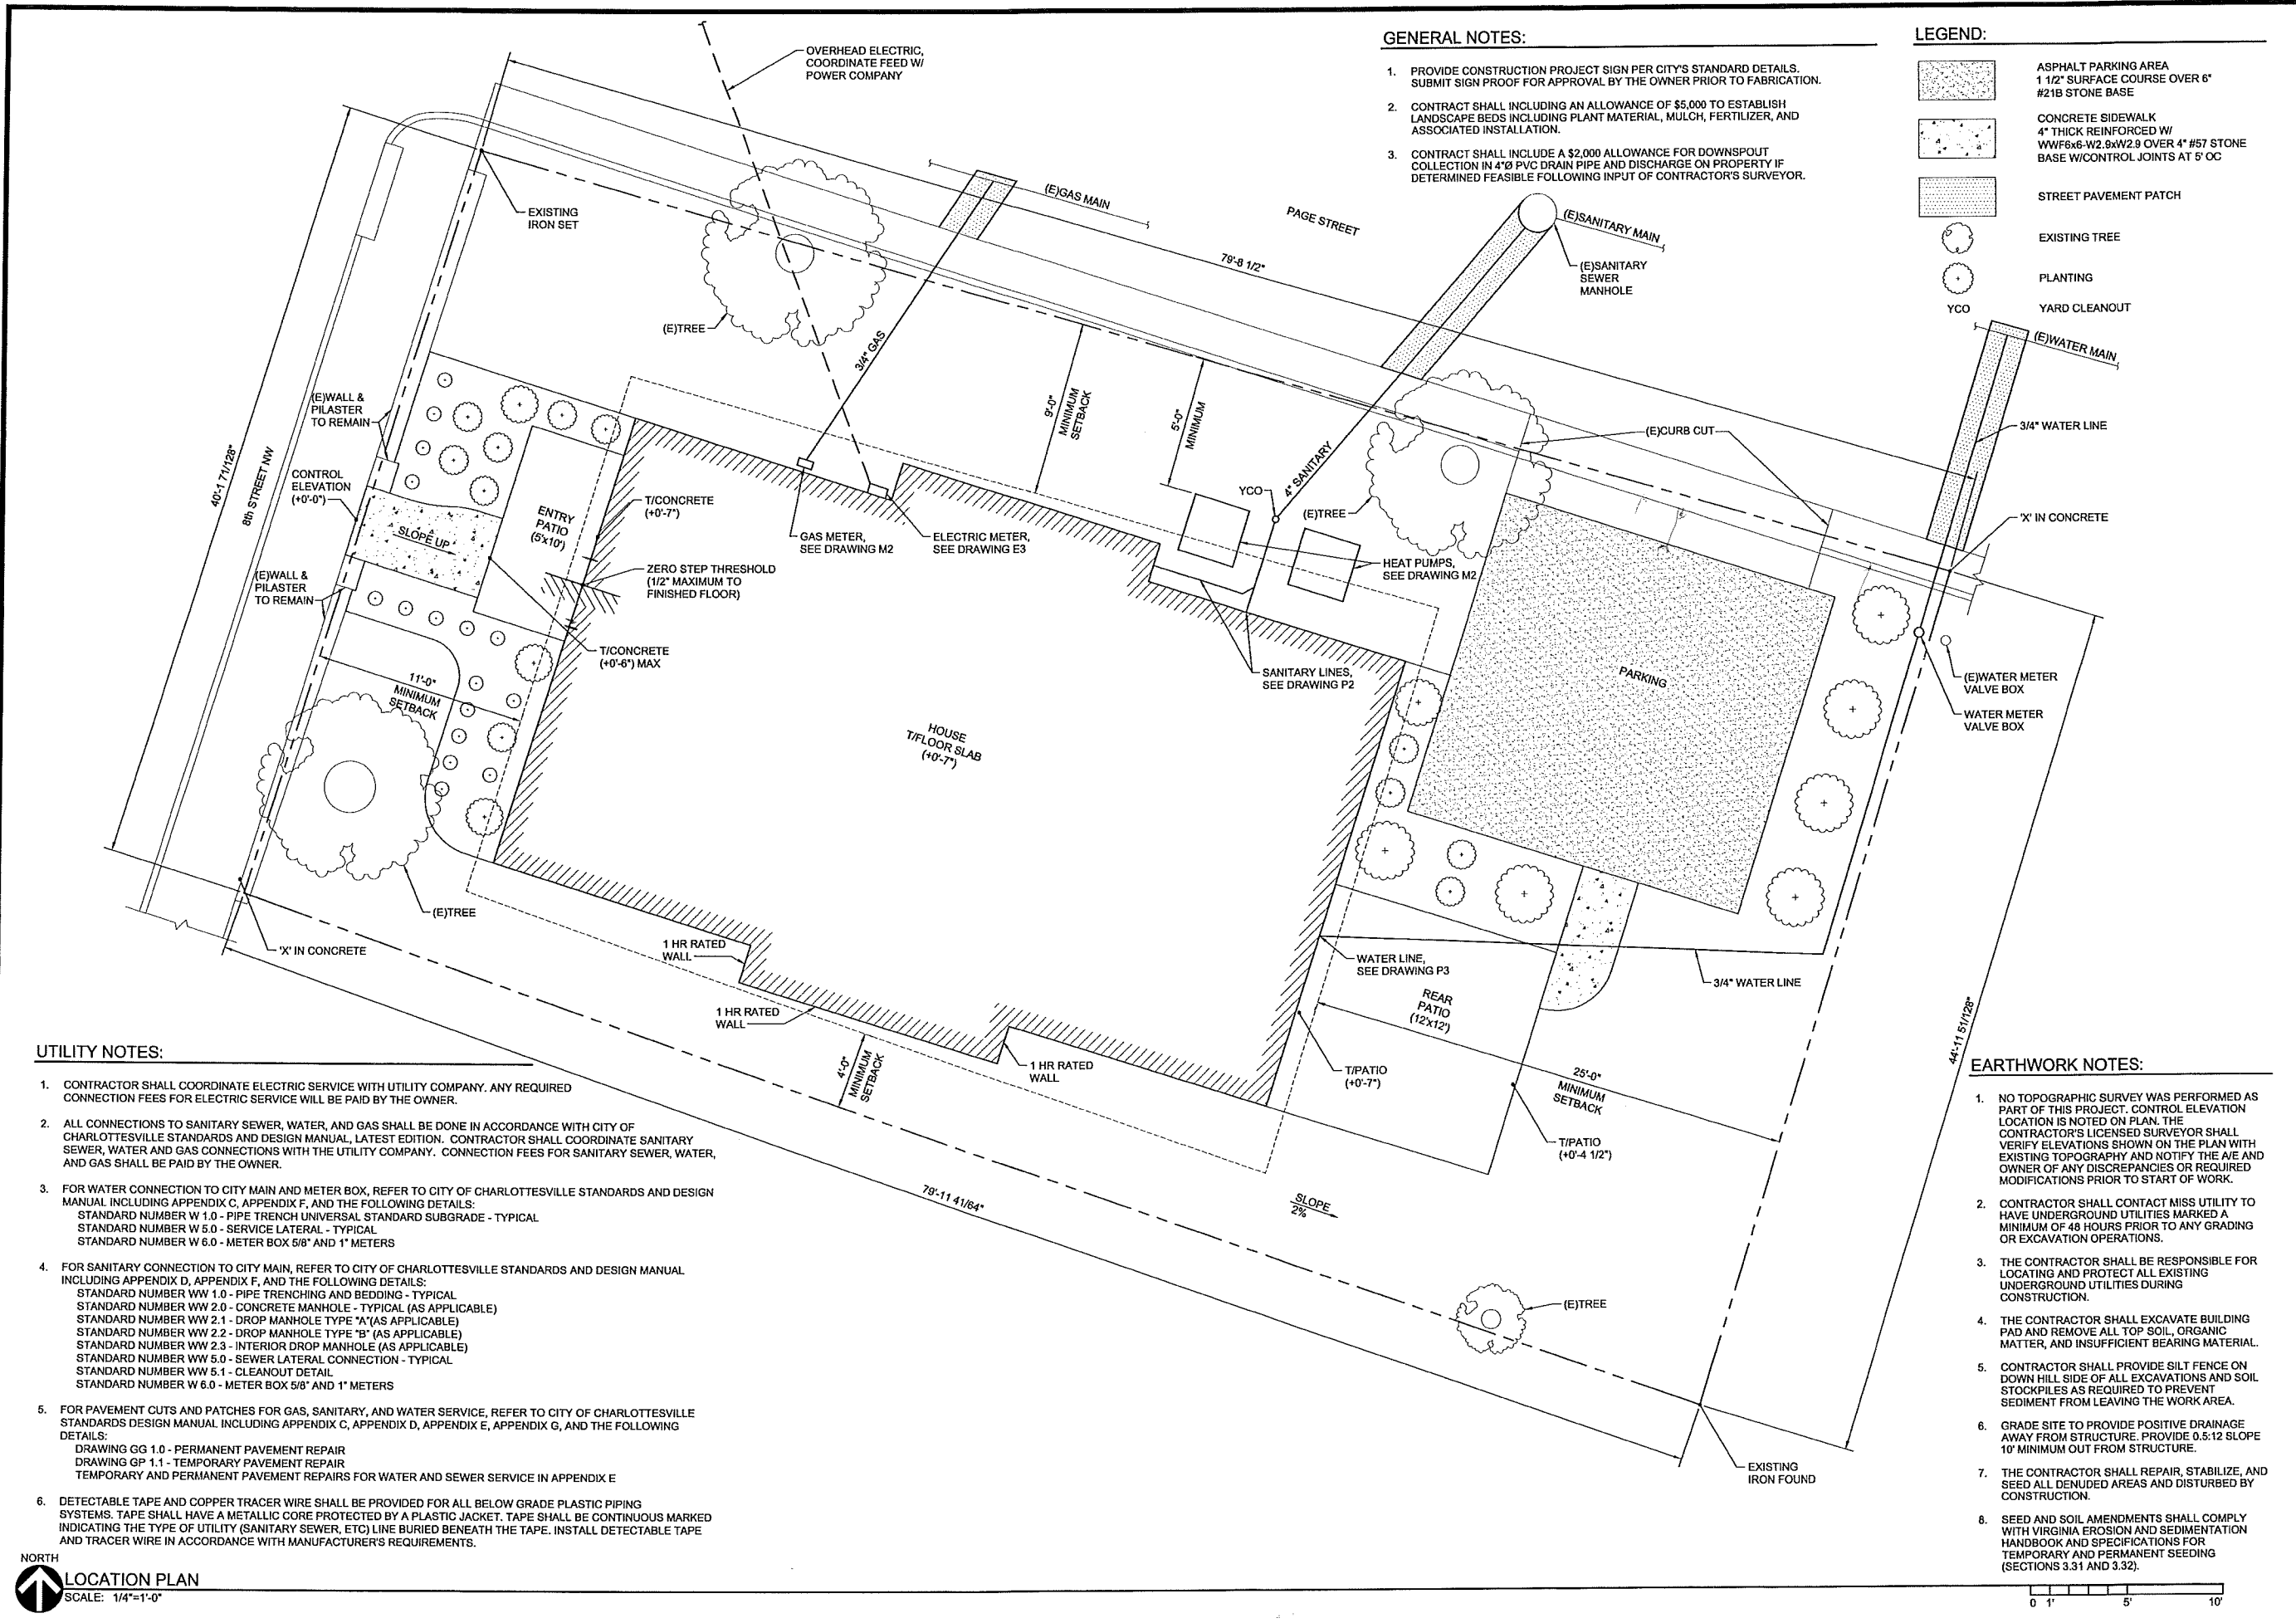 GENERAL NOTES:
1. PROVIDE CONSTRUCTION PROJECT SIGN PER CITY'S STANDARD DETAILS.
SUBMIT SIGN PROOF FOR APPROVAL BY THE OWNER PRIOR TO FABRICATION.
2. CONTRACT SHALL INCLUDING AN ALLOWANCE OF $5,000 TO ESTABLISH
LANDSCAPE BEDS INCLUDING PLANT MATERIAL, MULCH, FERTILIZER, AND
ASSOCIATED INSTALLATION.
3. CONTRACT SHALL INCLUDE A $2,000 ALLOWANCE FOR DOWNSPOUT
COLLECTION IN 4"Ø PVC DRAIN PIPE AND DISCHARGE ON PROPERTY IF
DETERMINED FEASIBLE FOLLOWING INPUT OF CONTRACTOR'S SURVEYOR.
LEGEND:
ASPHALT PARKING AREA
1 1/2" SURFACE COURSE OVER 6"
#21B STONE BASE
CONCRETE SIDEWALK
4" THICK REINFORCED W/
WWF6x6-W2.9xW2.9 OVER 4" #57 STONE
BASE W/CONTROL JOINTS AT 5' OC
STREET PAVEMENT PATCH
EXISTING TREE
PLANTING
YCO YARD CLEANOUT
OVERHEAD ELECTRIC,
COORDINATE FEED W/
POWER COMPANY
EXISTING
IRON SET
(E)GAS MAIN
PAGE STREET
79'-8 1/2"
(E)SANITARY MAIN
(E)SANITARY
SEWER
MANHOLE
(E)WATER MAIN
(E)TREE
3/4" GAS
9'-0"
MINIMUM
SETBACK
5'-0"
MINIMUM
4" SANITARY
YCO
(E)TREE
(E)CURB CUT
3/4" WATER LINE
'X' IN CONCRETE
(E)WALL &
PILASTER
TO REMAIN
40'-1 71/128"
8th STREET NW
CONTROL
ELEVATION
(+0'-0")
SLOPE UP
ENTRY
PATIO
(5'x10')
T/CONCRETE
(+0'-7")
GAS METER,
SEE DRAWING M2
ELECTRIC METER,
SEE DRAWING E3
HEAT PUMPS,
SEE DRAWING M2
(E)WALL &
PILASTER
TO REMAIN
ZERO STEP THRESHOLD
(1/2" MAXIMUM TO
FINISHED FLOOR)
T/CONCRETE
(+0'-6") MAX
SANITARY LINES,
SEE DRAWING P2
PARKING
(E)WATER METER
VALVE BOX
WATER METER
VALVE BOX
11'-0"
MINIMUM
SETBACK
HOUSE
T/FLOOR SLAB
(+0'-7")
(E)TREE
'X' IN CONCRETE
1 HR RATED
WALL
1 HR RATED
WALL
1 HR RATED
WALL
WATER LINE,
SEE DRAWING P3
3/4" WATER LINE
REAR
PATIO
(12'x12')
T/PATIO
(+0'-7")
25'-0"
MINIMUM
SETBACK
T/PATIO
(+0'-4 1/2")
4'-0"
MINIMUM
SETBACK
44'-11 51/128"
79'-11 41/64"
SLOPE
2%
(E)TREE
EXISTING
IRON FOUND
UTILITY NOTES:
1. CONTRACTOR SHALL COORDINATE ELECTRIC SERVICE WITH UTILITY COMPANY. ANY REQUIRED
CONNECTION FEES FOR ELECTRIC SERVICE WILL BE PAID BY THE OWNER.
2. ALL CONNECTIONS TO SANITARY SEWER, WATER, AND GAS SHALL BE DONE IN ACCORDANCE WITH CITY OF
CHARLOTTESVILLE STANDARDS AND DESIGN MANUAL, LATEST EDITION. CONTRACTOR SHALL COORDINATE SANITARY
SEWER, WATER AND GAS CONNECTIONS WITH THE UTILITY COMPANY. CONNECTION FEES FOR SANITARY SEWER, WATER,
AND GAS SHALL BE PAID BY THE OWNER.
3. FOR WATER CONNECTION TO CITY MAIN AND METER BOX, REFER TO CITY OF CHARLOTTESVILLE STANDARDS AND DESIGN
MANUAL INCLUDING APPENDIX C, APPENDIX F, AND THE FOLLOWING DETAILS:
STANDARD NUMBER W 1.0 - PIPE TRENCH UNIVERSAL STANDARD SUBGRADE - TYPICAL
STANDARD NUMBER W 5.0 - SERVICE LATERAL - TYPICAL
STANDARD NUMBER W 6.0 - METER BOX 5/8" AND 1" METERS
4. FOR SANITARY CONNECTION TO CITY MAIN, REFER TO CITY OF CHARLOTTESVILLE STANDARDS AND DESIGN MANUAL
INCLUDING APPENDIX D, APPENDIX F, AND THE FOLLOWING DETAILS:
STANDARD NUMBER WW 1.0 - PIPE TRENCHING AND BEDDING - TYPICAL
STANDARD NUMBER WW 2.0 - CONCRETE MANHOLE - TYPICAL (AS APPLICABLE)
STANDARD NUMBER WW 2.1 - DROP MANHOLE TYPE "A"(AS APPLICABLE)
STANDARD NUMBER WW 2.2 - DROP MANHOLE TYPE "B" (AS APPLICABLE)
STANDARD NUMBER WW 2.3 - INTERIOR DROP MANHOLE (AS APPLICABLE)
STANDARD NUMBER WW 5.0 - SEWER LATERAL CONNECTION - TYPICAL
STANDARD NUMBER WW 5.1 - CLEANOUT DETAIL
STANDARD NUMBER W 6.0 - METER BOX 5/8" AND 1" METERS
5. FOR PAVEMENT CUTS AND PATCHES FOR GAS, SANITARY, AND WATER SERVICE, REFER TO CITY OF CHARLOTTESVILLE
STANDARDS DESIGN MANUAL INCLUDING APPENDIX C, APPENDIX D, APPENDIX E, APPENDIX G, AND THE FOLLOWING
DETAILS:
DRAWING GG 1.0 - PERMANENT PAVEMENT REPAIR
DRAWING GP 1.1 - TEMPORARY PAVEMENT REPAIR
TEMPORARY AND PERMANENT PAVEMENT REPAIRS FOR WATER AND SEWER SERVICE IN APPENDIX E
6. DETECTABLE TAPE AND COPPER TRACER WIRE SHALL BE PROVIDED FOR ALL BELOW GRADE PLASTIC PIPING
SYSTEMS. TAPE SHALL HAVE A METALLIC CORE PROTECTED BY A PLASTIC JACKET. TAPE SHALL BE CONTINUOUS MARKED
INDICATING THE TYPE OF UTILITY (SANITARY SEWER, ETC) LINE BURIED BENEATH THE TAPE. INSTALL DETECTABLE TAPE
AND TRACER WIRE IN ACCORDANCE WITH MANUFACTURER'S REQUIREMENTS.
EARTHWORK NOTES:
1. NO TOPOGRAPHIC SURVEY WAS PERFORMED AS
PART OF THIS PROJECT. CONTROL ELEVATION
LOCATION IS NOTED ON PLAN. THE
CONTRACTOR'S LICENSED SURVEYOR SHALL
VERIFY ELEVATIONS SHOWN ON THE PLAN WITH
EXISTING TOPOGRAPHY AND NOTIFY THE A/E AND
OWNER OF ANY DISCREPANCIES OR REQUIRED
MODIFICATIONS PRIOR TO START OF WORK.
2. CONTRACTOR SHALL CONTACT MISS UTILITY TO
HAVE UNDERGROUND UTILITIES MARKED A
MINIMUM OF 48 HOURS PRIOR TO ANY GRADING
OR EXCAVATION OPERATIONS.
3. THE CONTRACTOR SHALL BE RESPONSIBLE FOR
LOCATING AND PROTECT ALL EXISTING
UNDERGROUND UTILITIES DURING
CONSTRUCTION.
4. THE CONTRACTOR SHALL EXCAVATE BUILDING
PAD AND REMOVE ALL TOP SOIL, ORGANIC
MATTER, AND INSUFFICIENT BEARING MATERIAL.
5. CONTRACTOR SHALL PROVIDE SILT FENCE ON
DOWN HILL SIDE OF ALL EXCAVATIONS AND SOIL
STOCKPILES AS REQUIRED TO PREVENT
SEDIMENT FROM LEAVING THE WORK AREA.
6. GRADE SITE TO PROVIDE POSITIVE DRAINAGE
AWAY FROM STRUCTURE. PROVIDE 0.5:12 SLOPE
10' MINIMUM OUT FROM STRUCTURE.
7. THE CONTRACTOR SHALL REPAIR, STABILIZE, AND
SEED ALL DENUDED AREAS AND DISTURBED BY
CONSTRUCTION.
8. SEED AND SOIL AMENDMENTS SHALL COMPLY
WITH VIRGINIA EROSION AND SEDIMENTATION
HANDBOOK AND SPECIFICATIONS FOR
TEMPORARY AND PERMANENT SEEDING
(SECTIONS 3.31 AND 3.32).
NORTH
LOCATION PLAN
SCALE: 1/4"=1'-0"
0 1' 5' 10'